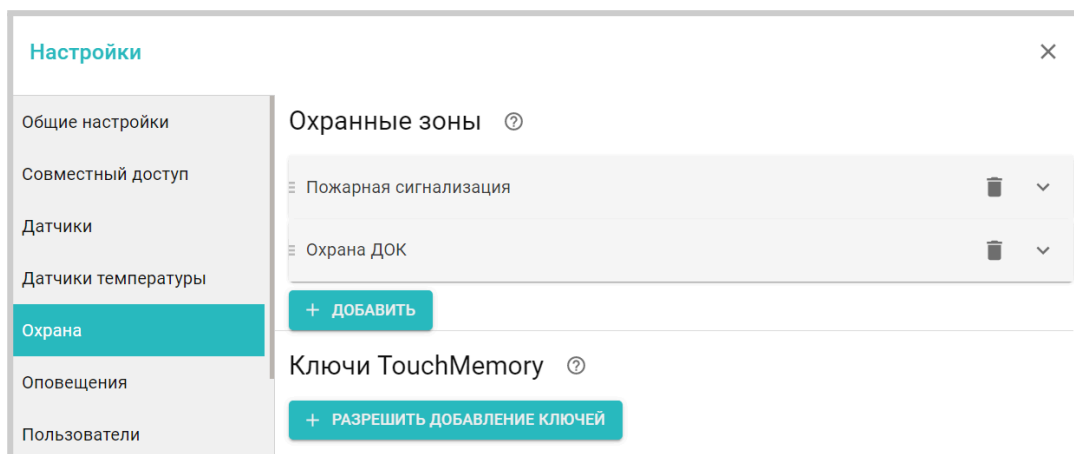 Настройки
Общие настройки
Совместный доступ
Датчики
Датчики температуры
Охрана
Оповещения
Пользователи
Охранные зоны
Пожарная сигнализация
Охрана ДОК
+ ДОБАВИТЬ
Ключи TouchMemory
+ РАЗРЕШИТЬ ДОБАВЛЕНИЕ КЛЮЧЕЙ